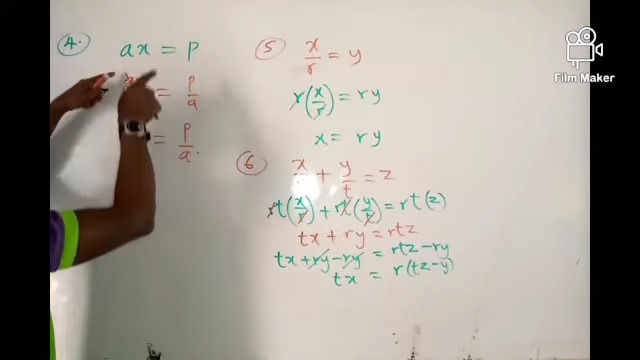 4. ax = p
= p/a
= p/a.
5 x/r = y
r(x/r) = ry
x = ry
6 x/r + y/t = z
rt(x/r) + rt(y/t) = rt(z)
tx + ry = rtz
tx + ry - ry = rtz - ry
tx = r(tz - y)
Film Maker